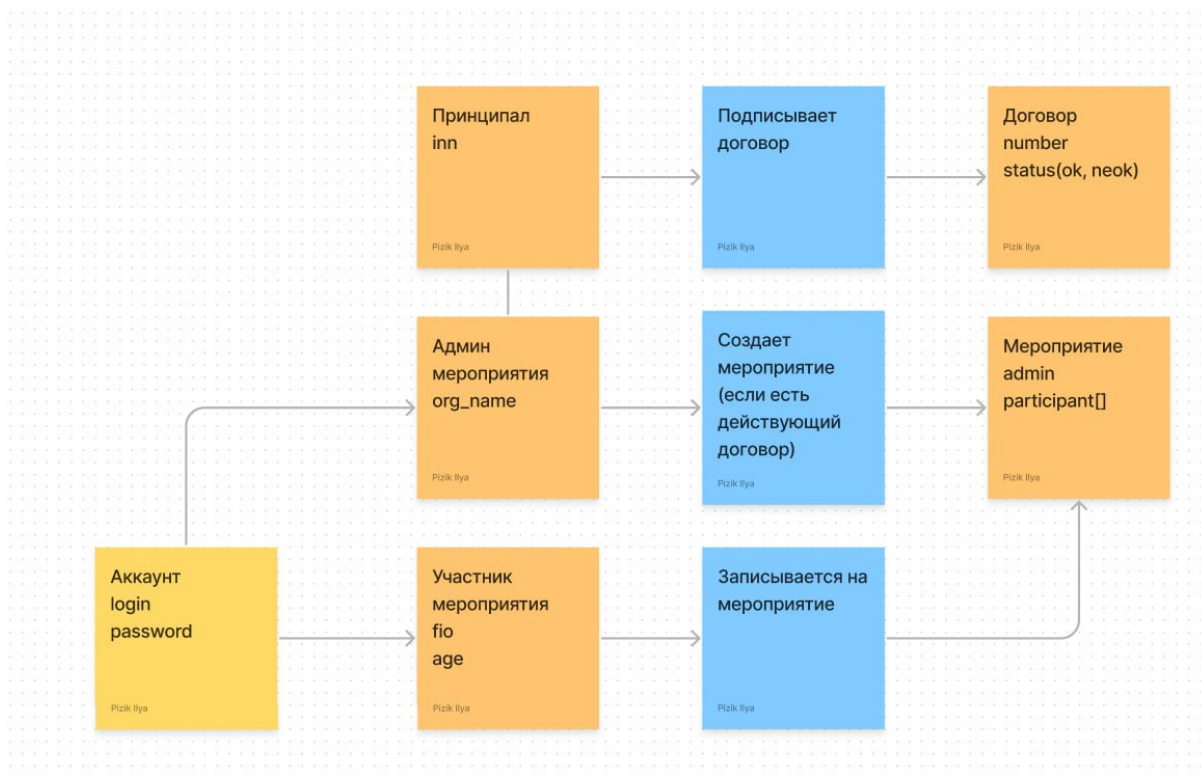 Принципал
inn
Pizik Ilya
Подписывает
договор
Pizik Ilya
Договор
number
status(ok, neok)
Pizik Ilya
Админ
мероприятия
org_name
Pizik Ilya
Создает
мероприятие
(если есть
действующий
договор)
Pizik Ilya
Мероприятие
admin
participant[]
Pizik Ilya
Аккаунт
login
password
Pizik Ilya
Участник
мероприятия
fio
age
Pizik Ilya
Записывается на
мероприятие
Pizik Ilya